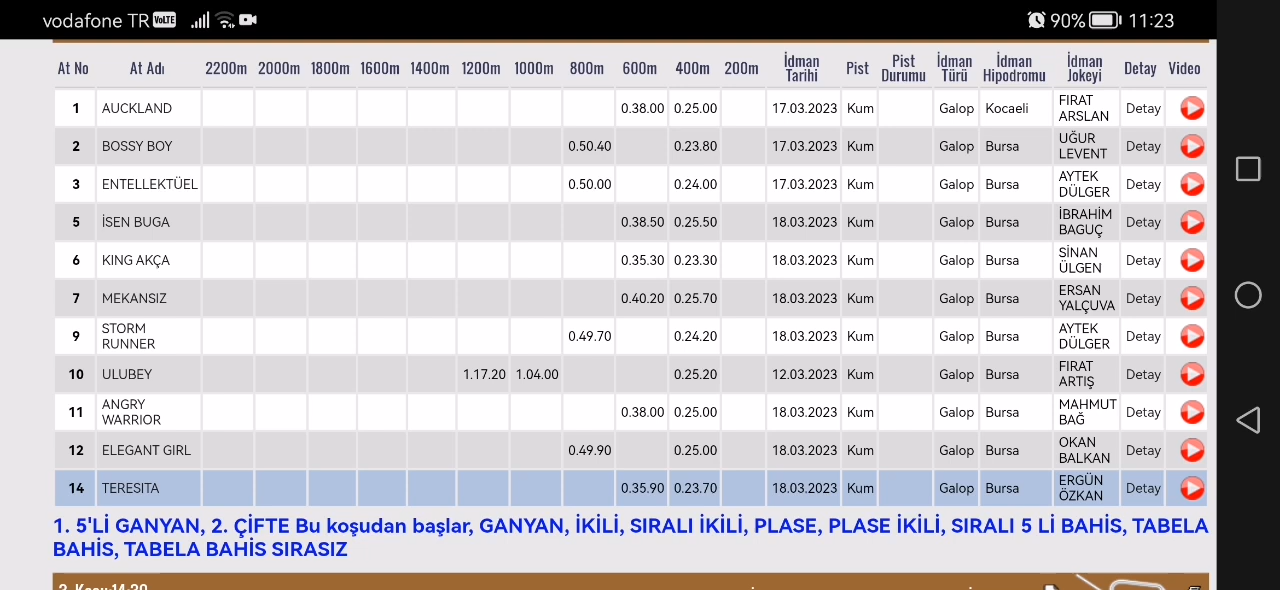 vodafone TR VoLTE 90% 11:23
At No At Adı 2200m 2000m 1800m 1600m 1400m 1200m 1000m 800m 600m 400m 200m İdman Tarihi Pist Pist Durumu İdman Türü İdman Hipodromu İdman Jokeyi Detay Video
1 AUCKLAND 0.38.00 0.25.00 17.03.2023 Kum Galop Kocaeli FIRAT ARSLAN Detay
2 BOSSY BOY 0.50.40 0.23.80 17.03.2023 Kum Galop Bursa UĞUR LEVENT Detay
3 ENTELLEKTÜEL 0.50.00 0.24.00 17.03.2023 Kum Galop Bursa AYTEK DÜLGER Detay
5 İSEN BUGA 0.38.50 0.25.50 18.03.2023 Kum Galop Bursa İBRAHİM BAGUÇ Detay
6 KING AKÇA 0.35.30 0.23.30 18.03.2023 Kum Galop Bursa SİNAN ÜLGEN Detay
7 MEKANSIZ 0.40.20 0.25.70 18.03.2023 Kum Galop Bursa ERSAN YALÇUVA Detay
9 STORM RUNNER 0.49.70 0.24.20 18.03.2023 Kum Galop Bursa AYTEK DÜLGER Detay
10 ULUBEY 1.17.20 1.04.00 0.25.20 12.03.2023 Kum Galop Bursa FIRAT ARTIŞ Detay
11 ANGRY WARRIOR 0.38.00 0.25.00 18.03.2023 Kum Galop Bursa MAHMUT BAĞ Detay
12 ELEGANT GIRL 0.49.90 0.25.00 18.03.2023 Kum Galop Bursa OKAN BALKAN Detay
14 TERESITA 0.35.90 0.23.70 18.03.2023 Kum Galop Bursa ERGÜN ÖZKAN Detay
1. 5'Lİ GANYAN, 2. ÇİFTE Bu koşudan başlar, GANYAN, İKİLİ, SIRALI İKİLİ, PLASE, PLASE İKİLİ, SIRALI 5 Lİ BAHİS, TABELA
BAHİS, TABELA BAHİS SIRASIZ